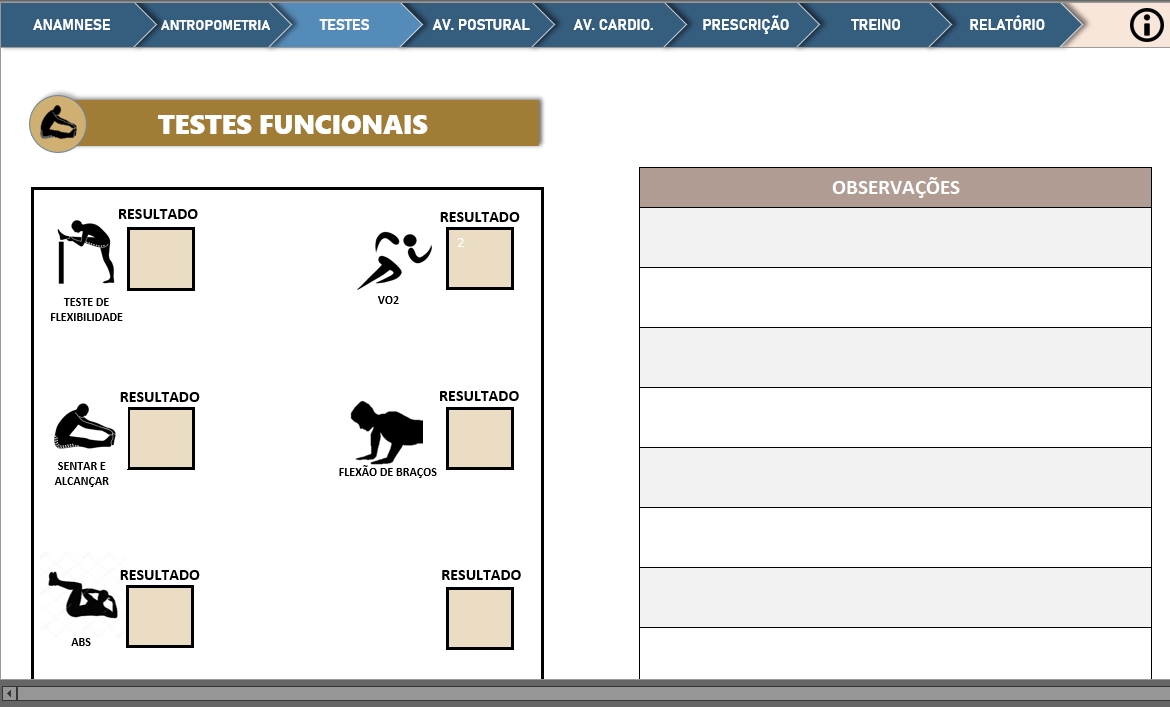 ANAMNESE
ANTROPOMETRIA
TESTES
AV. POSTURAL
AV. CARDIO.
PRESCRIÇÃO
TREINO
RELATÓRIO
TESTES FUNCIONAIS
RESULTADO
TESTE DE
FLEXIBILIDADE
RESULTADO
2
VO2
RESULTADO
SENTAR E
ALCANÇAR
RESULTADO
FLEXÃO DE BRAÇOS
RESULTADO
ABS
RESULTADO
OBSERVAÇÕES